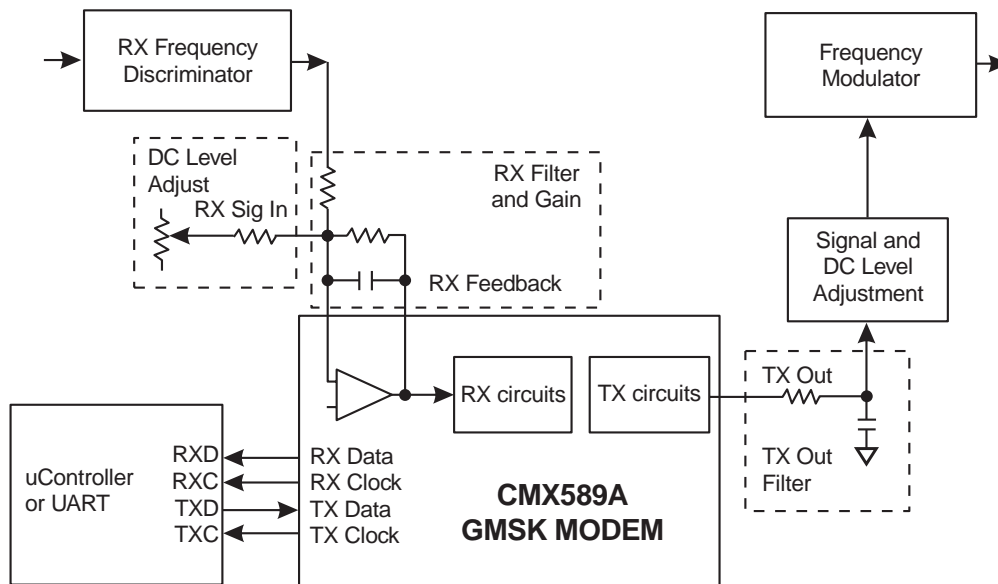 RX Frequency
Discriminator
Frequency
Modulator
DC Level
Adjust
RX Sig In
RX Filter
and Gain
RX Feedback
Signal and
DC Level
Adjustment
RX circuits
TX circuits
TX Out
TX Out
Filter
uController
or UART
RXD
RXC
TXD
TXC
RX Data
RX Clock
TX Data
TX Clock
CMX589A
GMSK MODEM